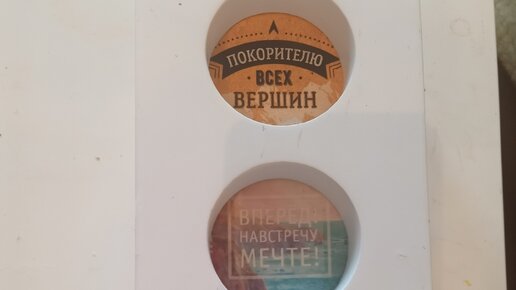 ПОКОРИТЕЛЮ
ВСЕХ
ВЕРШИН
ВПЕРЕД!
НАВСТРЕЧУ
МЕЧТЕ!